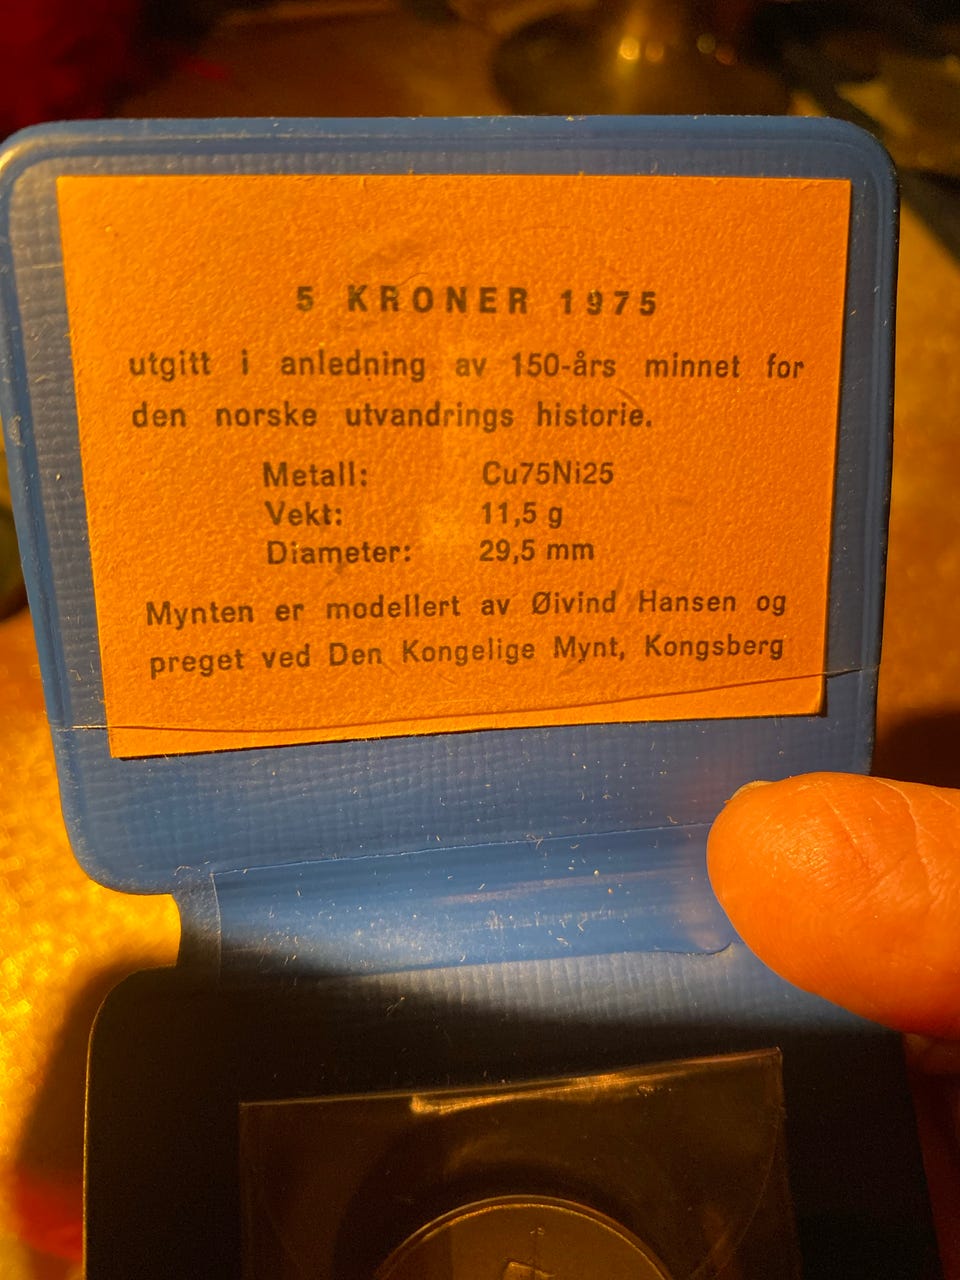 5 KRONER 1975
utgitt i anledning av 150-års minnet for
den norske utvandrings historie.
Metall: Cu75Ni25
Vekt: 11,5 g
Diameter: 29,5 mm
Mynten er modellert av Øivind Hansen og
preget ved Den Kongelige Mynt, Kongsberg